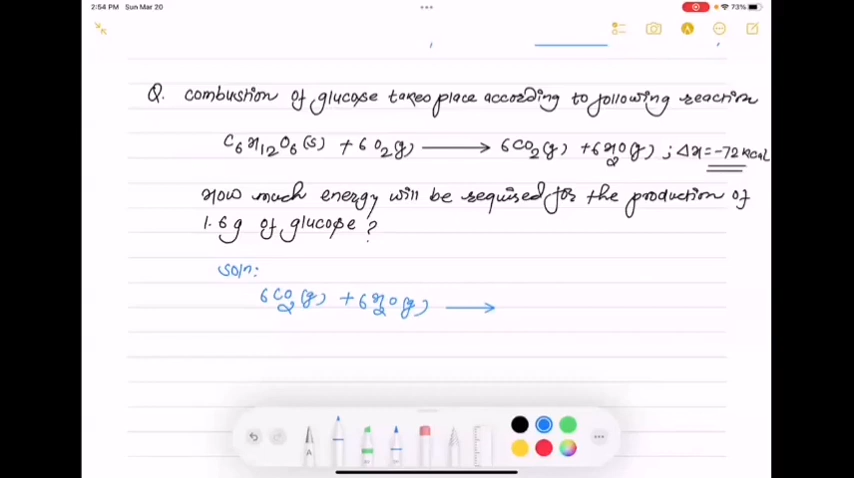 2:54 PM Sun Mar 20
73%
Q. combustion of glucose takes place according to following reaction
C6H12O6(s) + 6O2(g) ⟶ 6CO2(g) + 6H2O(g) ; ΔH = -72 kcal
How much energy will be required for the production of
1.6g of glucose?
Soln:
6CO2(g) + 6H2O(g) ⟶
A